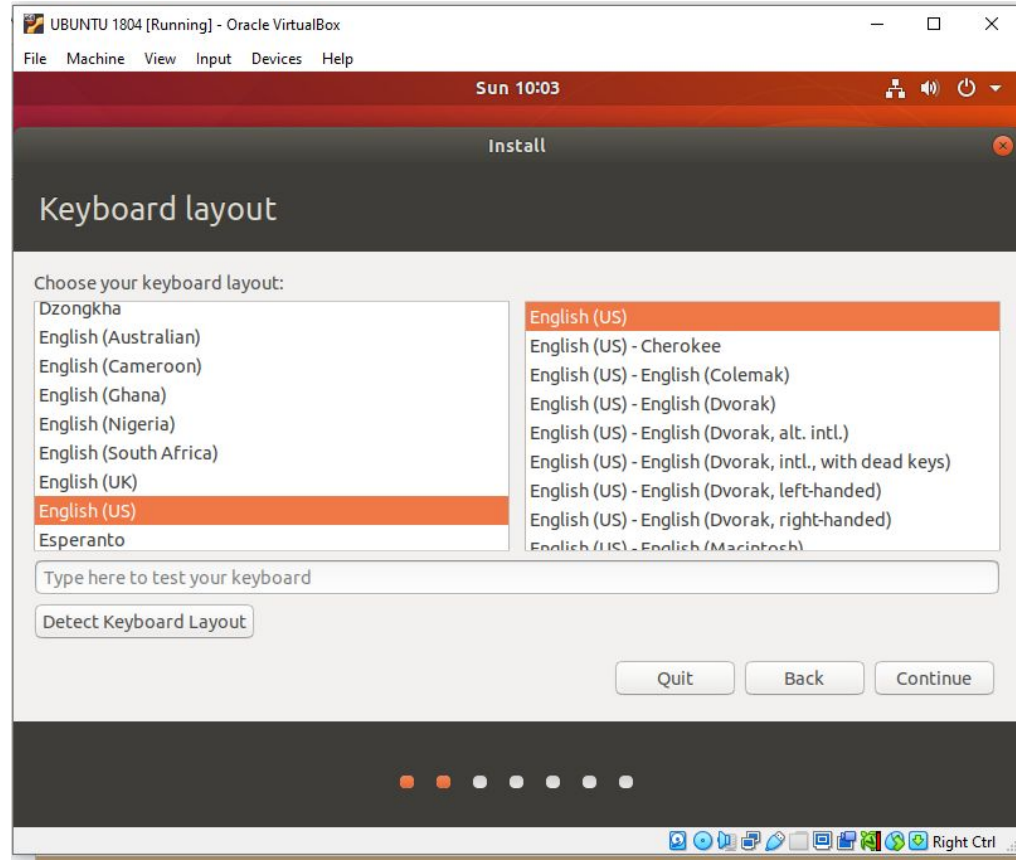 UBUNTU 1804 [Running] - Oracle VirtualBox
File Machine View Input Devices Help
Sun 10:03
Install
Keyboard layout
Choose your keyboard layout:
Dzongkha
English (Australian)
English (Cameroon)
English (Ghana)
English (Nigeria)
English (South Africa)
English (UK)
English (US)
Esperanto
English (US)
English (US) - Cherokee
English (US) - English (Colemak)
English (US) - English (Dvorak)
English (US) - English (Dvorak, alt. intl.)
English (US) - English (Dvorak, intl., with dead keys)
English (US) - English (Dvorak, left-handed)
English (US) - English (Dvorak, right-handed)
English (US) - English (Macintosh)
Type here to test your keyboard
Detect Keyboard Layout
Quit Back Continue
Right Ctrl